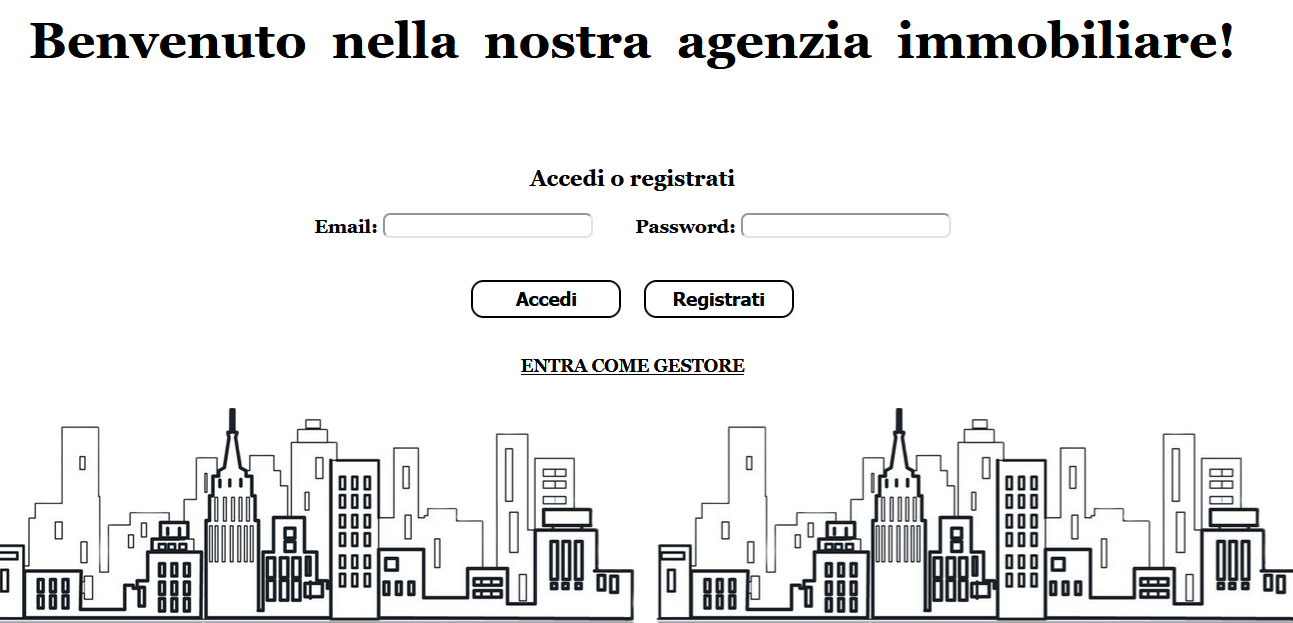 Benvenuto nella nostra agenzia immobiliare!
Accedi o registrati
Email: Password:
Accedi Registrati
ENTRA COME GESTORE